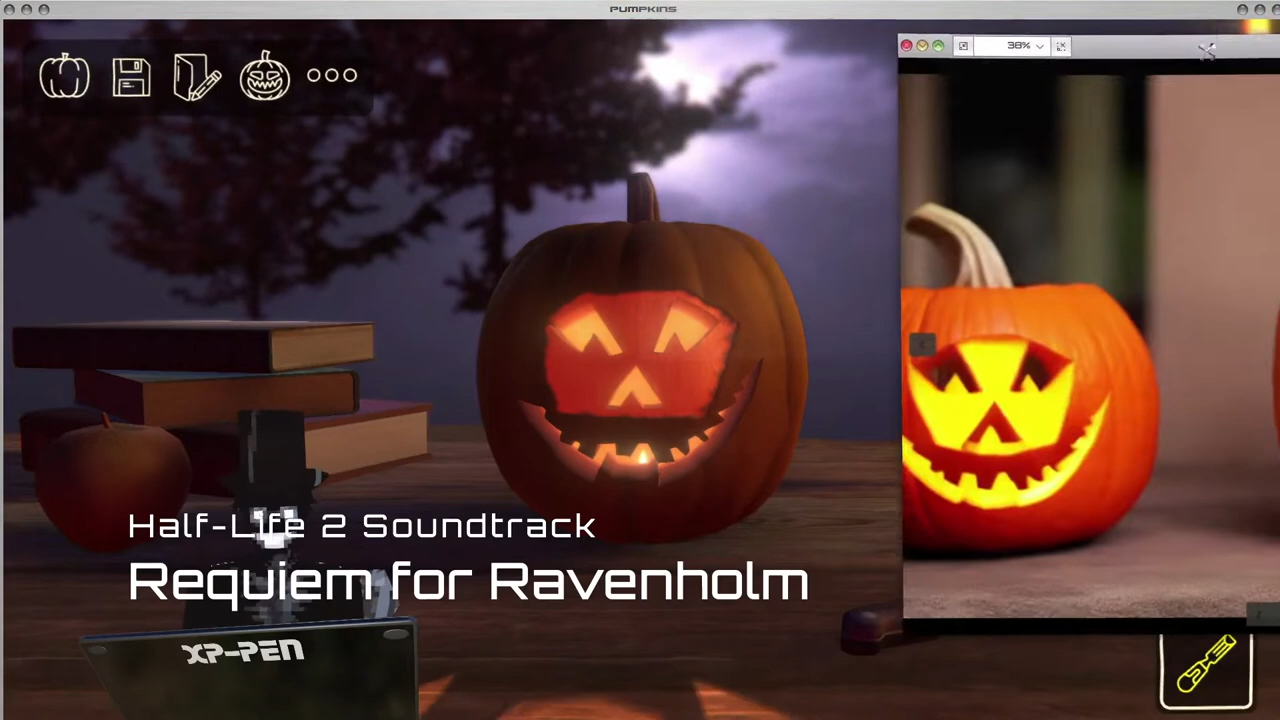 PUMPKINS
38%
Half-Life 2 Soundtrack
Requiem for Ravenholm
XP-PEN